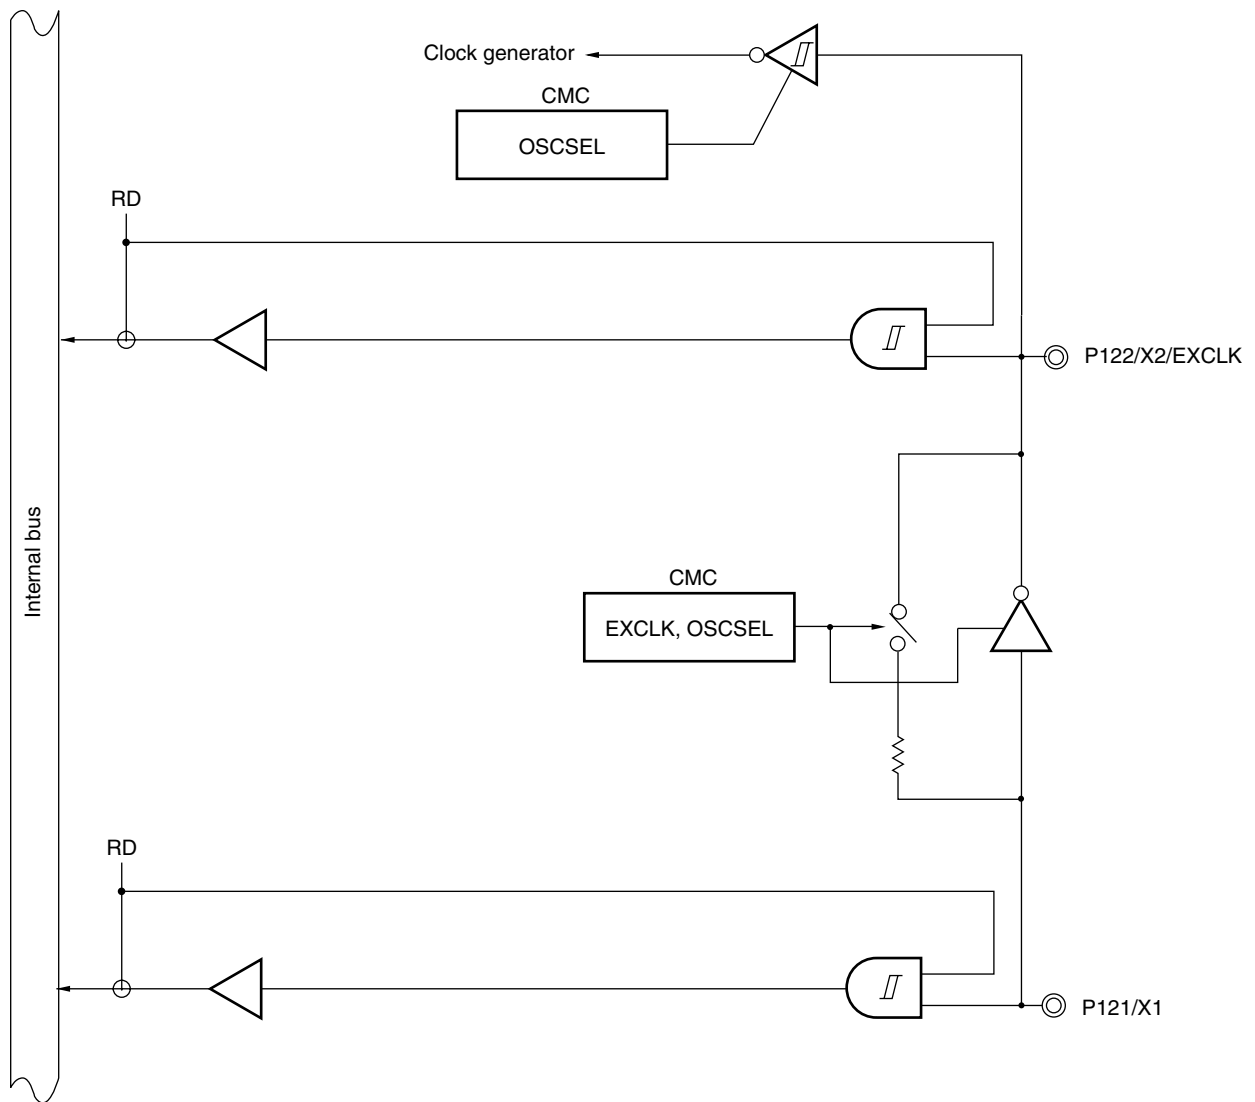 Clock generator
CMC
OSCSEL
RD
P122/X2/EXCLK
Internal bus
CMC
EXCLK, OSCSEL
RD
P121/X1